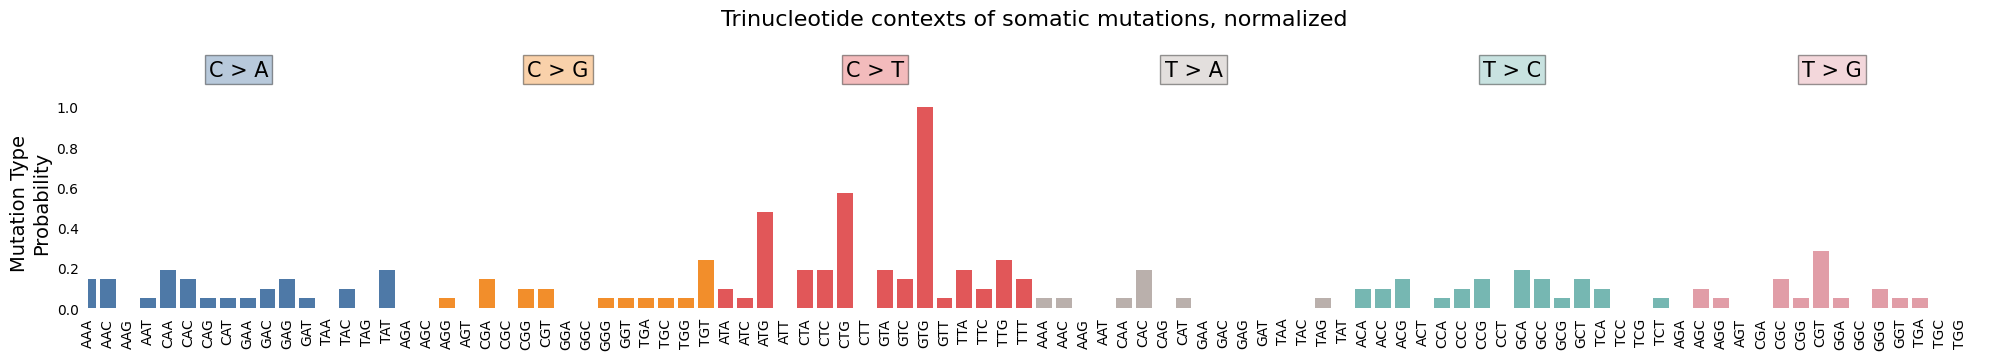 Trinucleotide contexts of somatic mutations, normalized
C > A C > G C > T T > A T > C T > G
Mutation Type
Probability
1.0
0.8
0.6
0.4
0.2
0.0
AAA AAC AAG AAT CAA CAC CAG CAT GAA GAC GAG GAT TAA TAC TAG TAT AGA AGC AGG AGT CGA CGC CGG CGT GGA GGC GGG GGT TGA TGC TGG TGT ATA ATC ATG ATT CTA CTC CTG CTT GTA GTC GTG GTT TTA TTC TTG TTT AAA AAC AAG AAT CAA CAC CAG CAT GAA GAC GAG GAT TAA TAC TAG TAT ACA ACC ACG ACT CCA CCC CCG CCT GCA GCC GCG GCT TCA TCC TCG TCT AGA AGC AGG AGT CGA CGC CGG CGT GGA GGC GGG GGT TGA TGC TGG